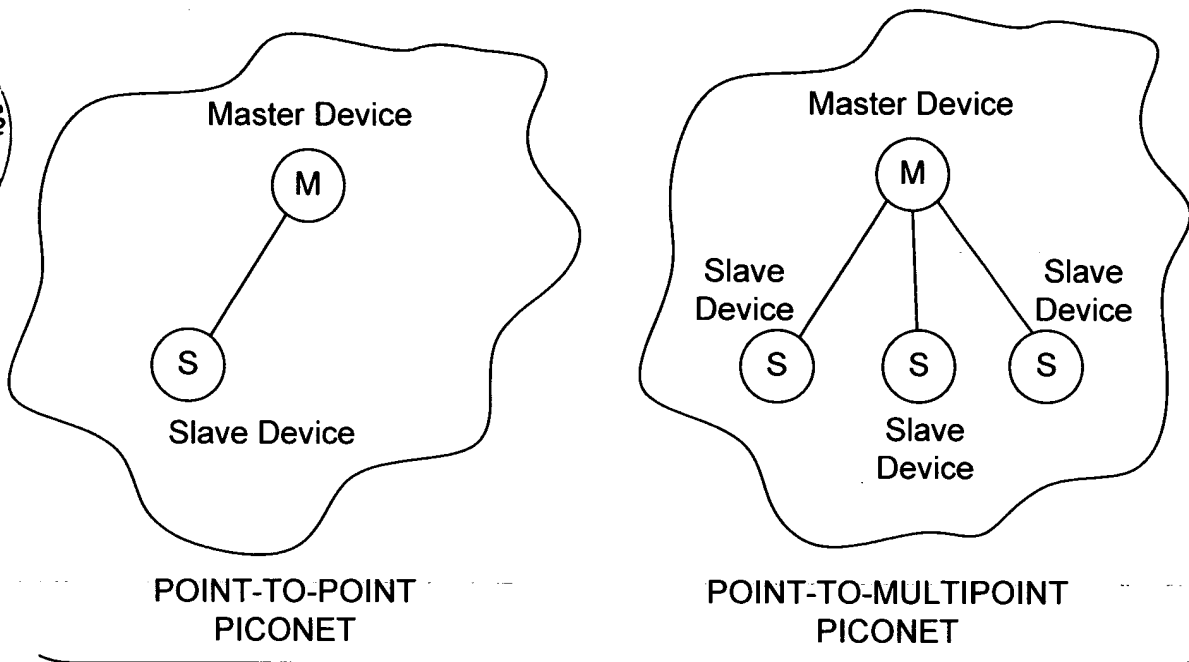 Master Device
M
S
Slave Device
POINT-TO-POINT
PICONET
Master Device
M
Slave
Device
Slave
Device
S
S
S
Slave
Device
POINT-TO-MULTIPOINT
PICONET